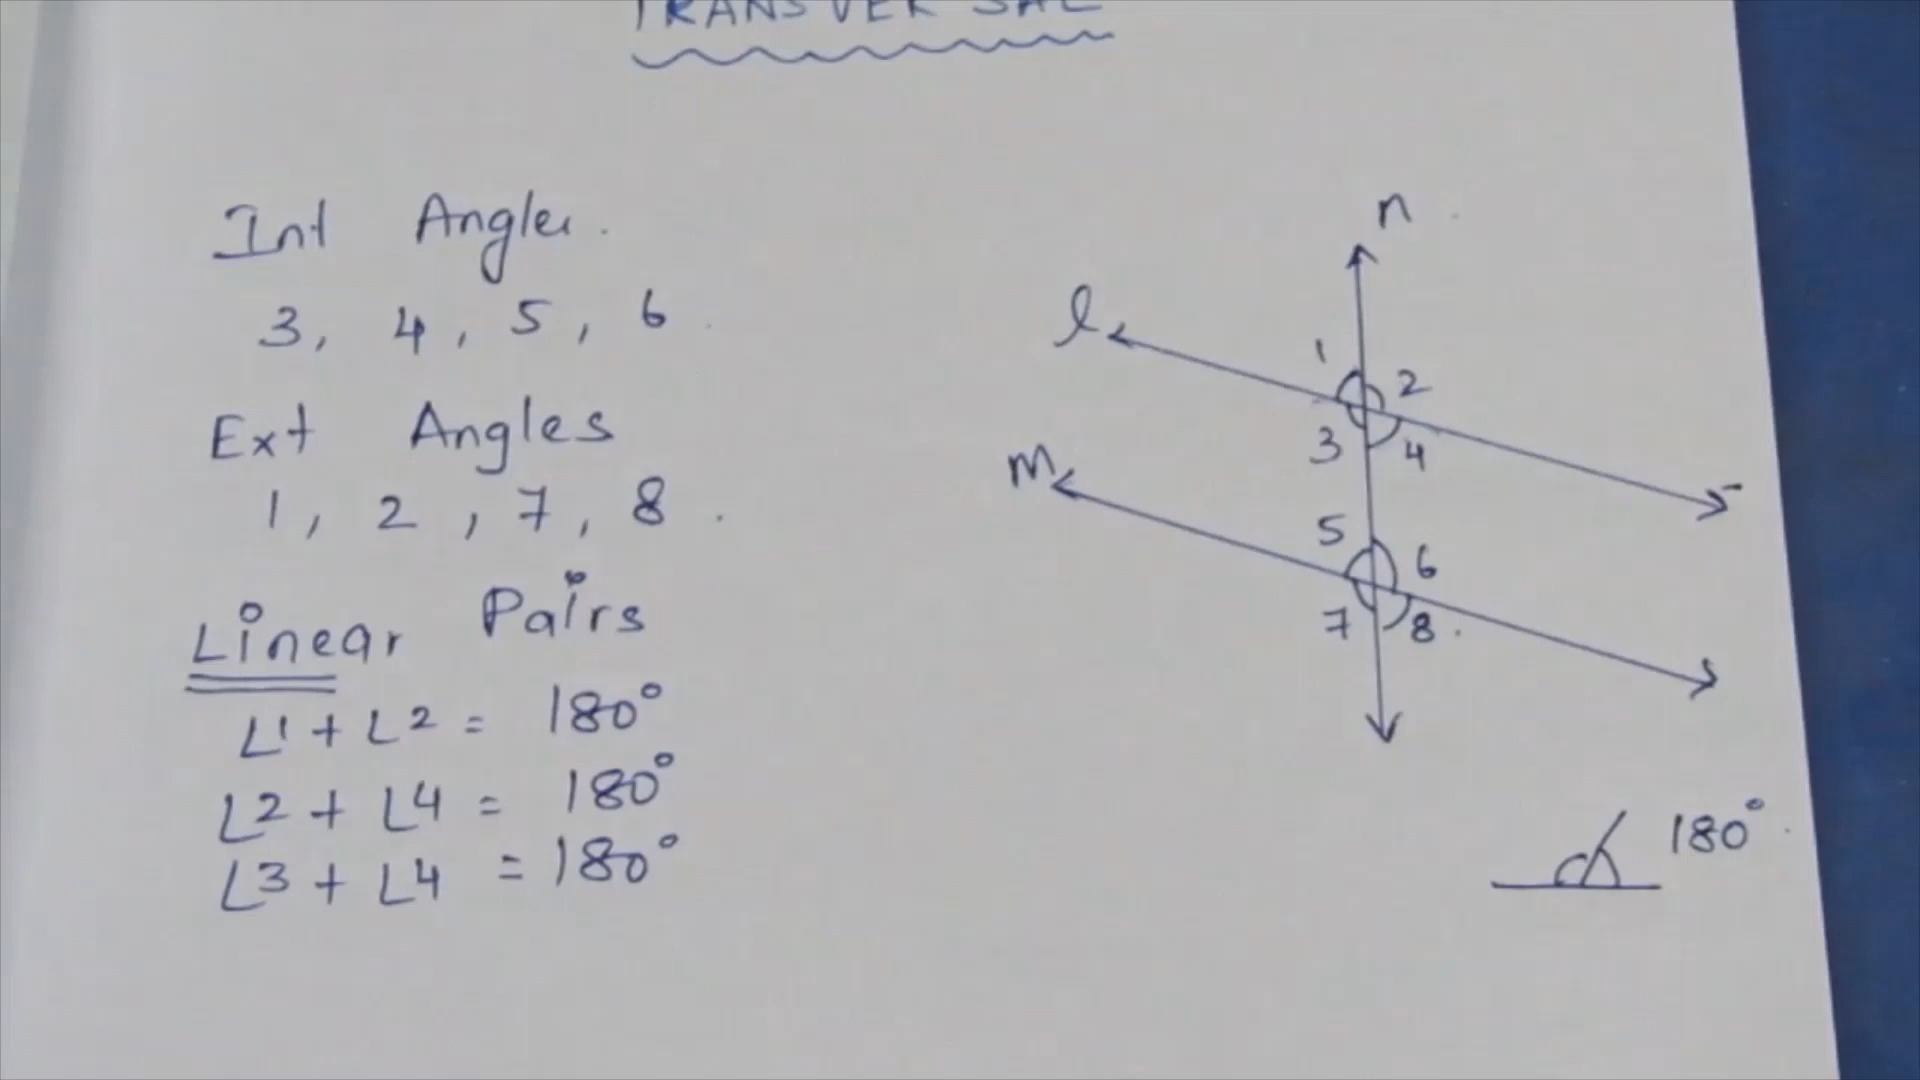 TRANSVERSAL
Int Angles.
3, 4, 5, 6
Ext Angles
1, 2, 7, 8.
Linear Pairs
∠1 + ∠2 = 180°
∠2 + ∠4 = 180°
∠3 + ∠4 = 180°
n
l
1 2
3 4
m
5 6
7 8
180°